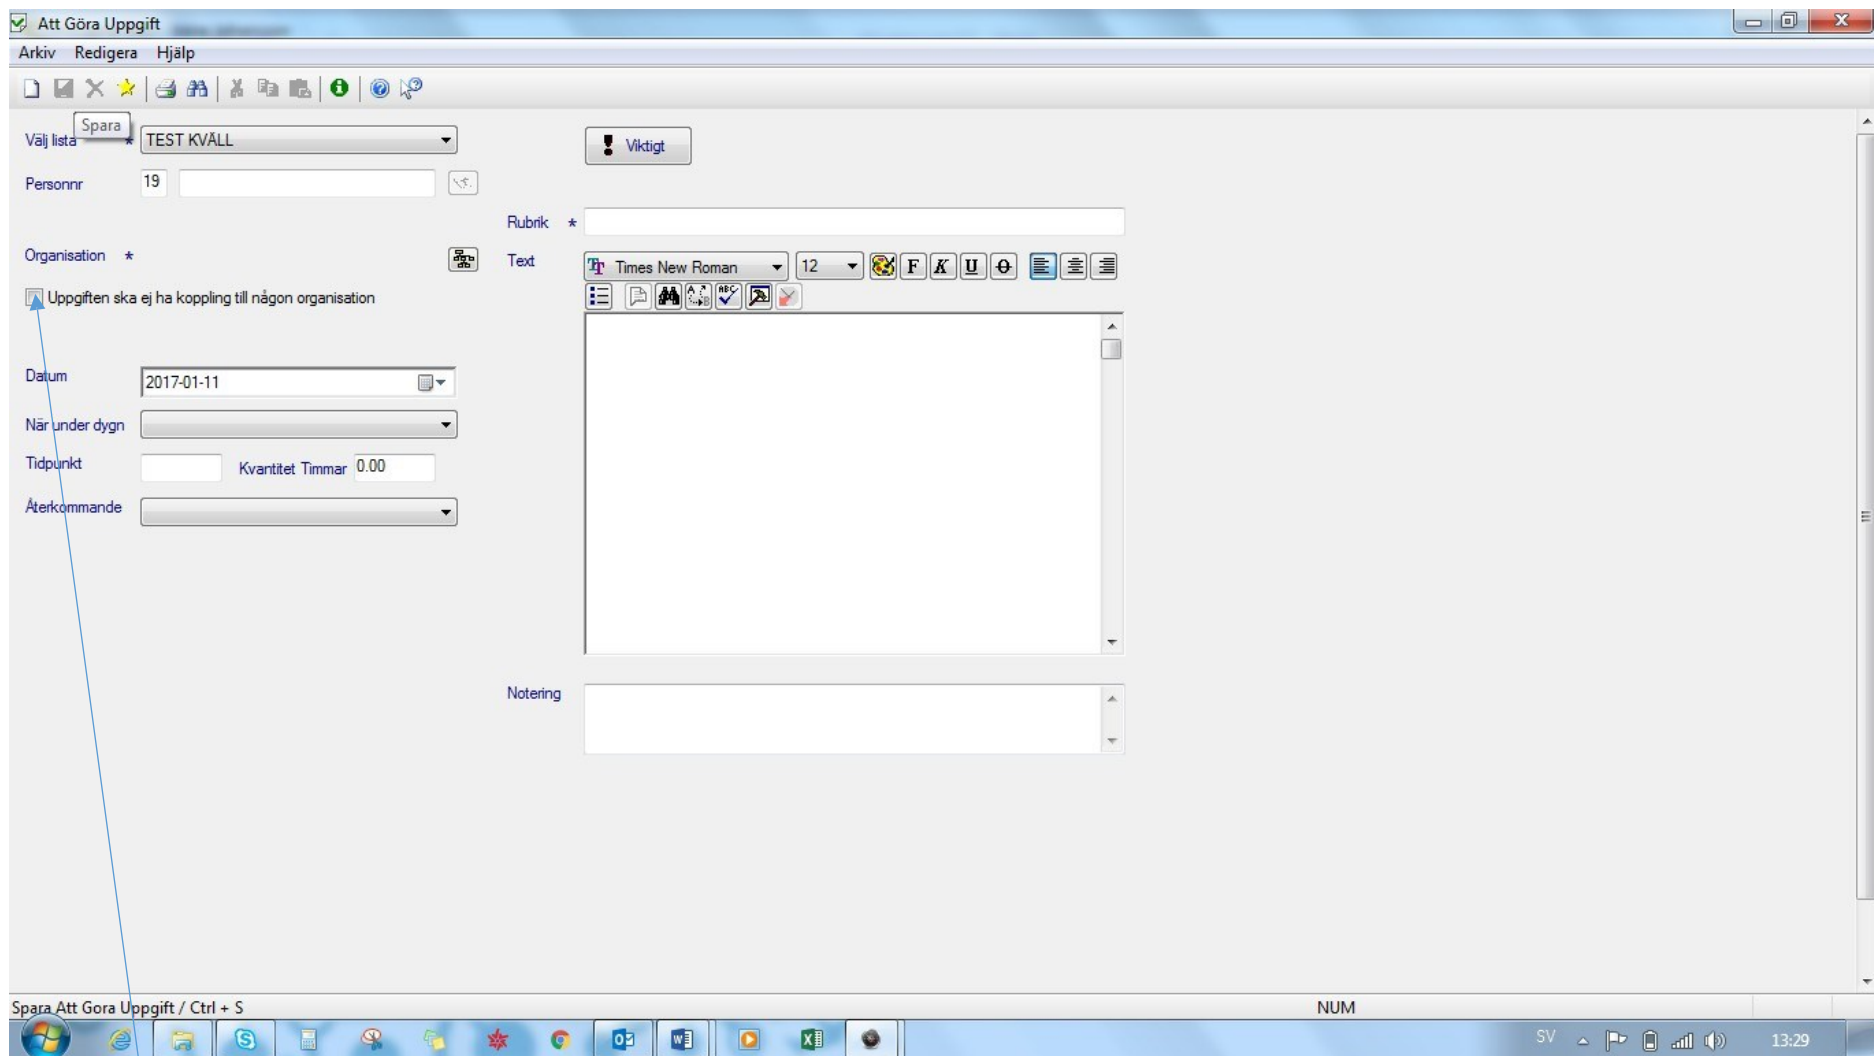 Att Göra Uppgift
Arkiv Redigera Hjälp
Spara
Välj lista * TEST KVÄLL
Viktigt
Personnr 19
Rubrik *
Organisation *
Text Times New Roman 12 F K U O
ABC
Uppgiften ska ej ha koppling till någon organisation
Datum 2017-01-11
När under dygn
Tidpunkt Kvantitet Timmar 0.00
Återkommande
Notering
Spara Att Gora Uppgift / Ctrl + S NUM
SV 13:29